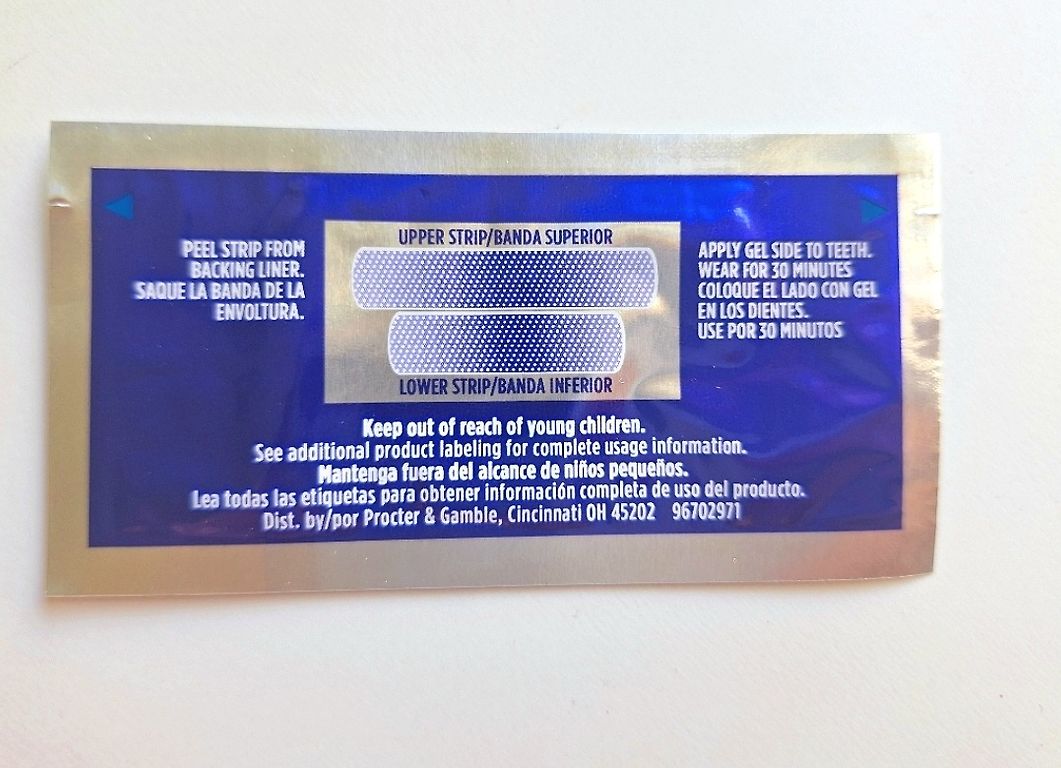 PEEL STRIP FROM
BACKING LINER.
SAQUE LA BANDA DE LA
ENVOLTURA.
UPPER STRIP/BANDA SUPERIOR
LOWER STRIP/BANDA INFERIOR
APPLY GEL SIDE TO TEETH.
WEAR FOR 30 MINUTES
COLOQUE EL LADO CON GEL
EN LOS DIENTES.
USE POR 30 MINUTOS
Keep out of reach of young children.
See additional product labeling for complete usage information.
Mantenga fuera del alcance de niños pequeños.
Lea todas las etiquetas para obtener información completa de uso del producto.
Dist. by/por Procter & Gamble, Cincinnati OH 45202 96702971